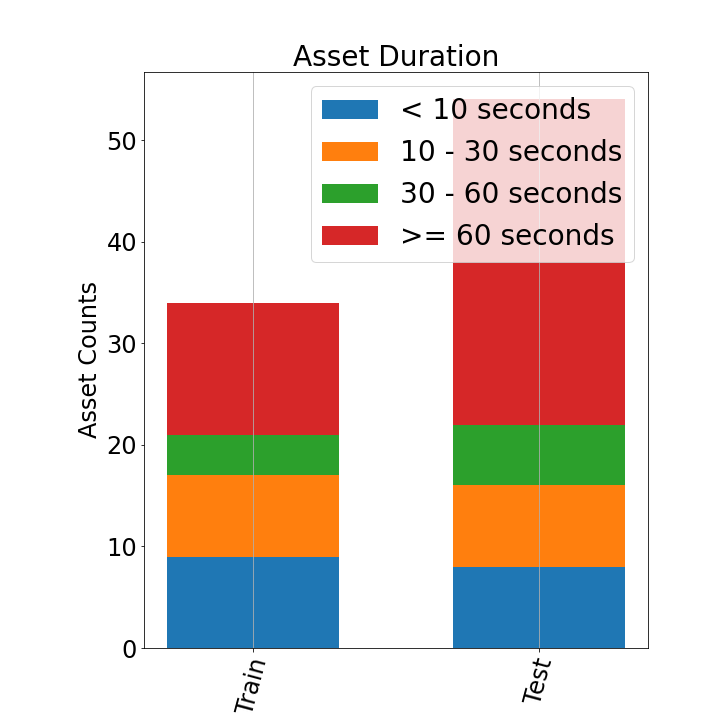 Asset Duration
< 10 seconds
10 - 30 seconds
30 - 60 seconds
>= 60 seconds
Asset Counts
50
40
30
20
10
0
Train
Test